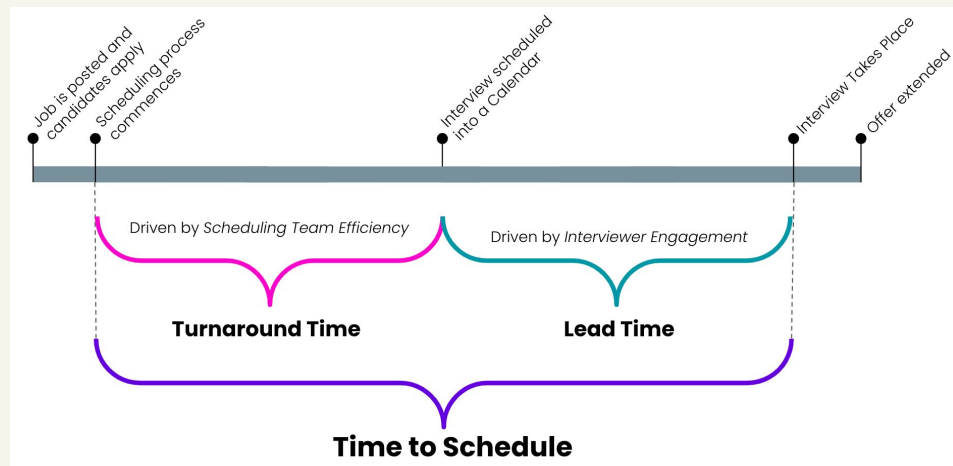 Job is posted and
candidates apply
Scheduling process
commences
Interview scheduled
into a Calendar
Interview Takes Place
Offer extended
Driven by Scheduling Team Efficiency
Driven by Interviewer Engagement
Turnaround Time
Lead Time
Time to Schedule